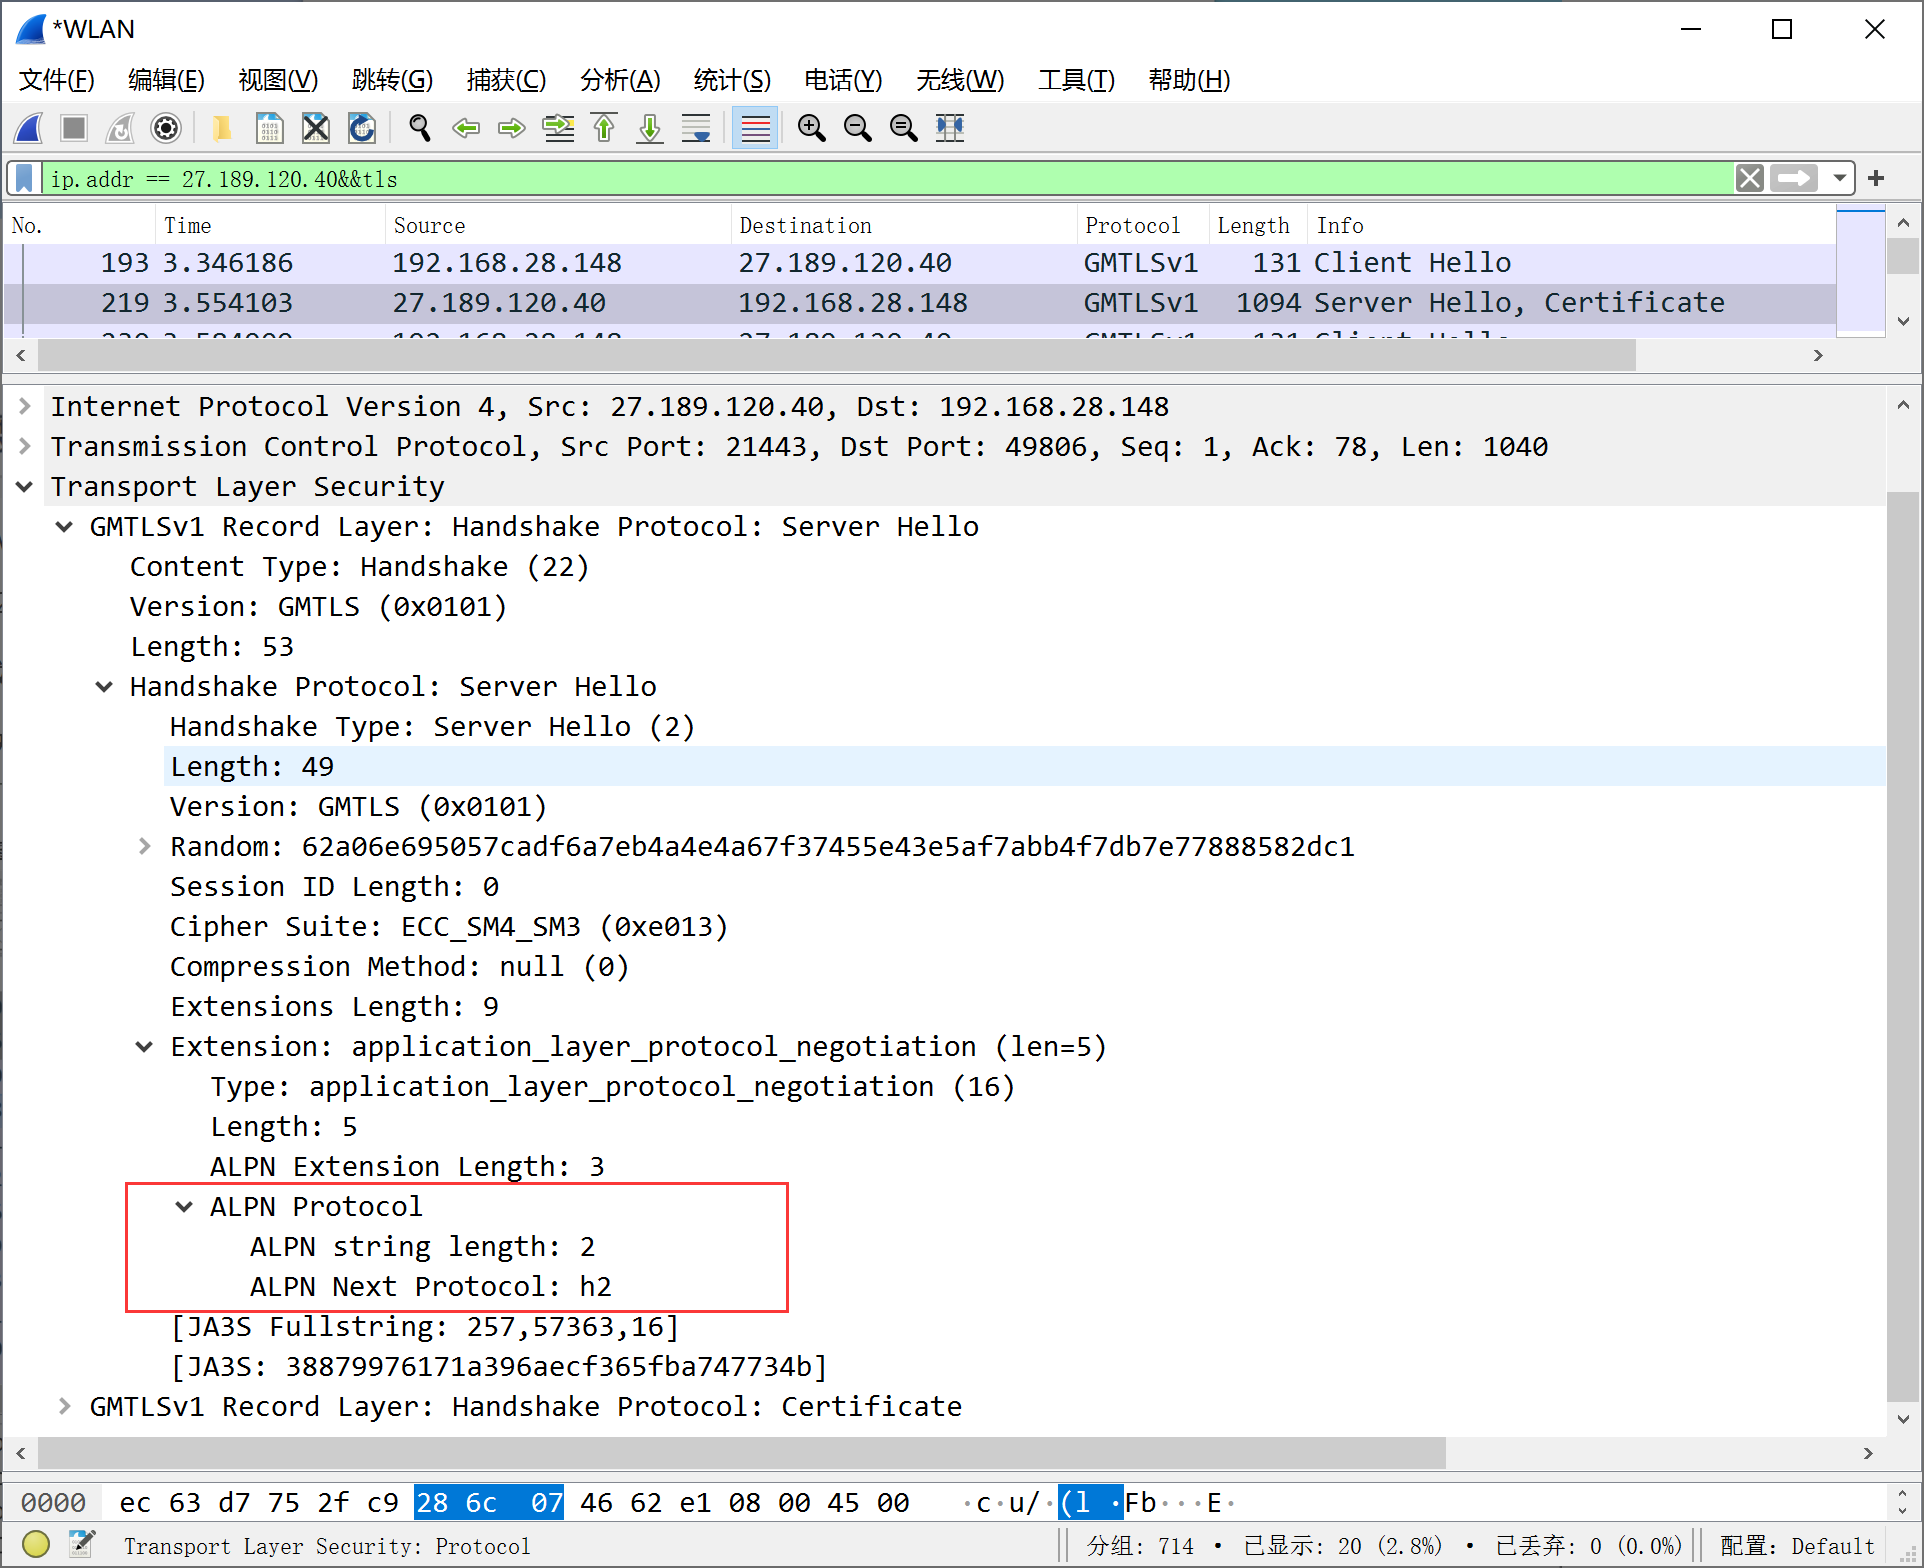 *WLAN
文件(F) 编辑(E) 视图(V) 跳转(G) 捕获(C) 分析(A) 统计(S) 电话(Y) 无线(W) 工具(T) 帮助(H)
ip.addr == 27.189.120.40&&tls
No. Time Source Destination Protocol Length Info
193 3.346186 192.168.28.148 27.189.120.40 GMTLSv1 131 Client Hello
219 3.554103 27.189.120.40 192.168.28.148 GMTLSv1 1094 Server Hello, Certificate
Internet Protocol Version 4, Src: 27.189.120.40, Dst: 192.168.28.148
Transmission Control Protocol, Src Port: 21443, Dst Port: 49806, Seq: 1, Ack: 78, Len: 1040
Transport Layer Security
GMTLSv1 Record Layer: Handshake Protocol: Server Hello
Content Type: Handshake (22)
Version: GMTLS (0x0101)
Length: 53
Handshake Protocol: Server Hello
Handshake Type: Server Hello (2)
Length: 49
Version: GMTLS (0x0101)
Random: 62a06e695057cadf6a7eb4a4e4a67f37455e43e5af7abb4f7db7e77888582dc1
Session ID Length: 0
Cipher Suite: ECC_SM4_SM3 (0xe013)
Compression Method: null (0)
Extensions Length: 9
Extension: application_layer_protocol_negotiation (len=5)
Type: application_layer_protocol_negotiation (16)
Length: 5
ALPN Extension Length: 3
ALPN Protocol
ALPN string length: 2
ALPN Next Protocol: h2
[JA3S Fullstring: 257,57363,16]
[JA3S: 38879976171a396aecf365fba747734b]
GMTLSv1 Record Layer: Handshake Protocol: Certificate
0000 ec 63 d7 75 2f c9 28 6c 07 46 62 e1 08 00 45 00 ·c·u/·(l ·Fb···E·
Transport Layer Security: Protocol 分组: 714 · 已显示: 20 (2.8%) · 已丢弃: 0 (0.0%) 配置: Default